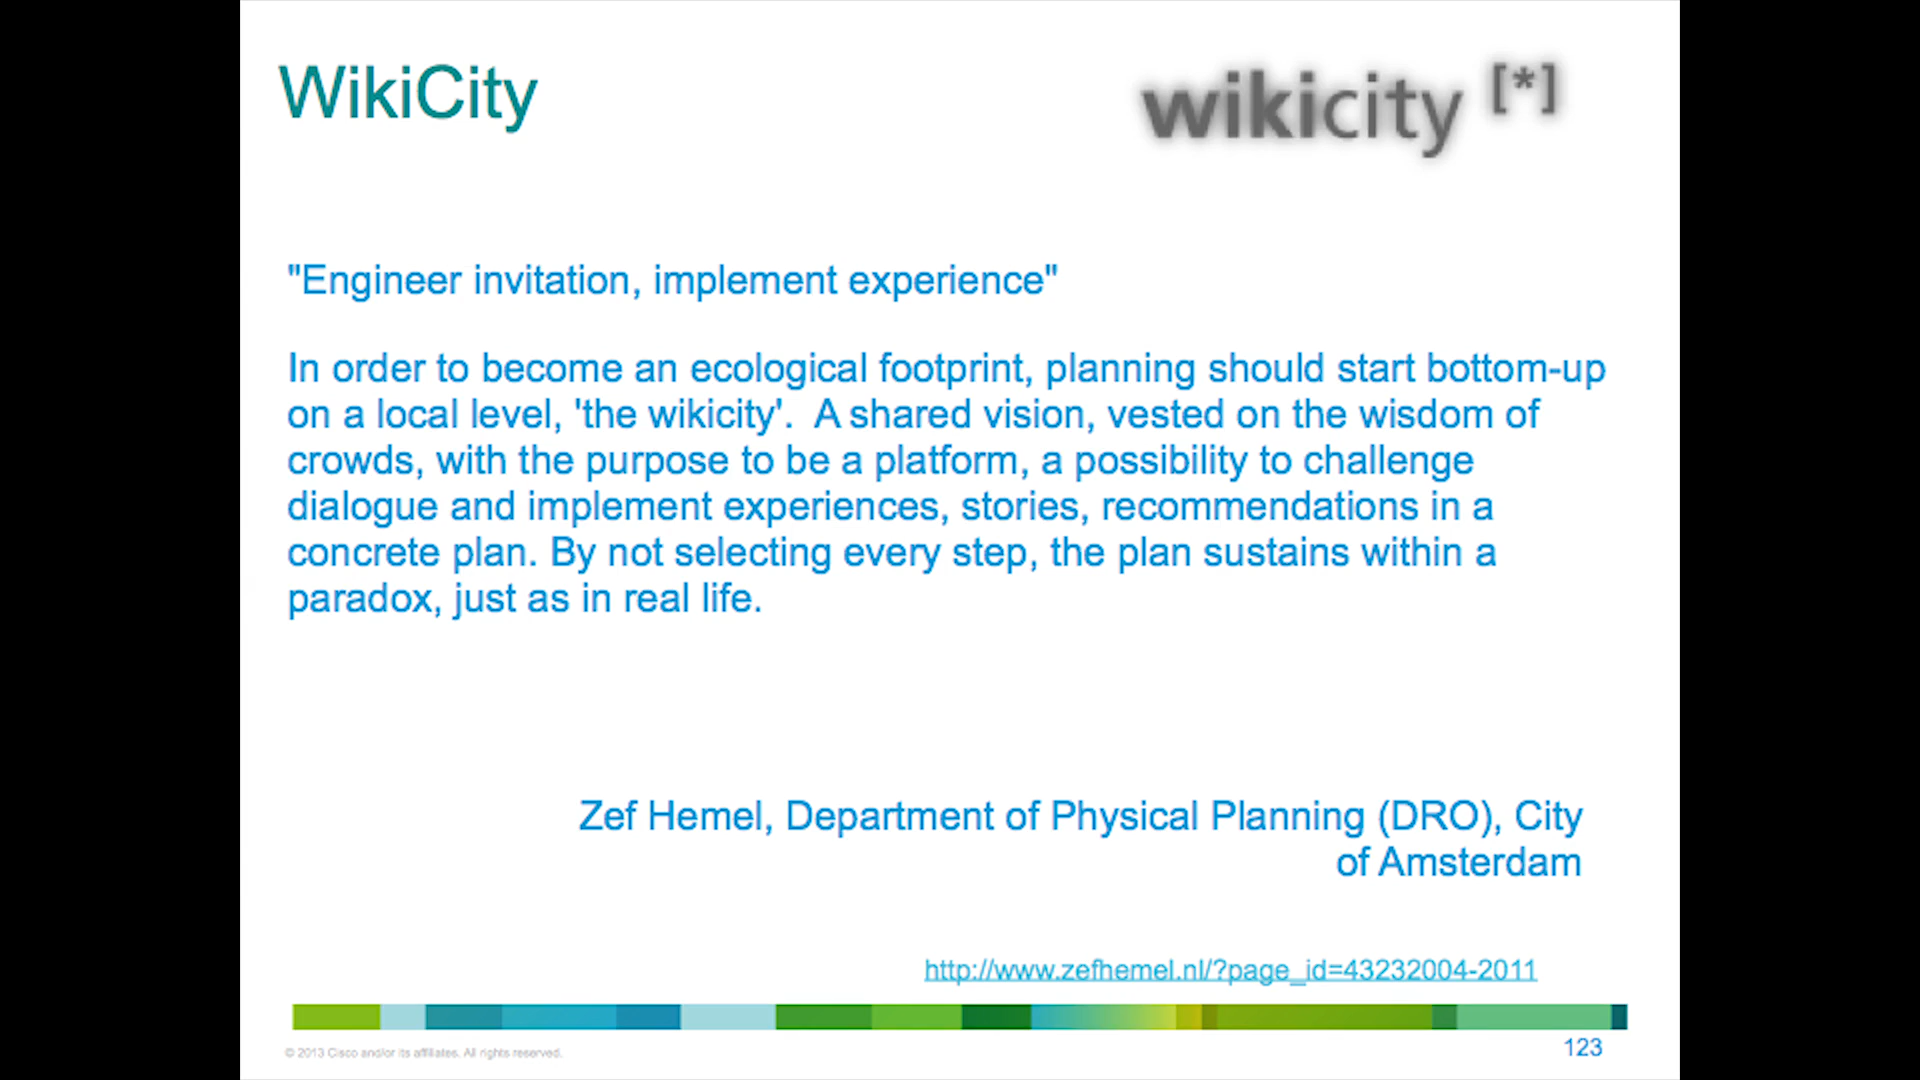 WikiCity
wikicity [*]
"Engineer invitation, implement experience"
In order to become an ecological footprint, planning should start bottom-up
on a local level, 'the wikicity'.  A shared vision, vested on the wisdom of
crowds, with the purpose to be a platform, a possibility to challenge
dialogue and implement experiences, stories, recommendations in a
concrete plan. By not selecting every step, the plan sustains within a
paradox, just as in real life.
Zef Hemel, Department of Physical Planning (DRO), City
of Amsterdam
http://www.zefhemel.nl/?page_id=43232004-2011
© 2013 Cisco and/or its affiliates. All rights reserved.
123